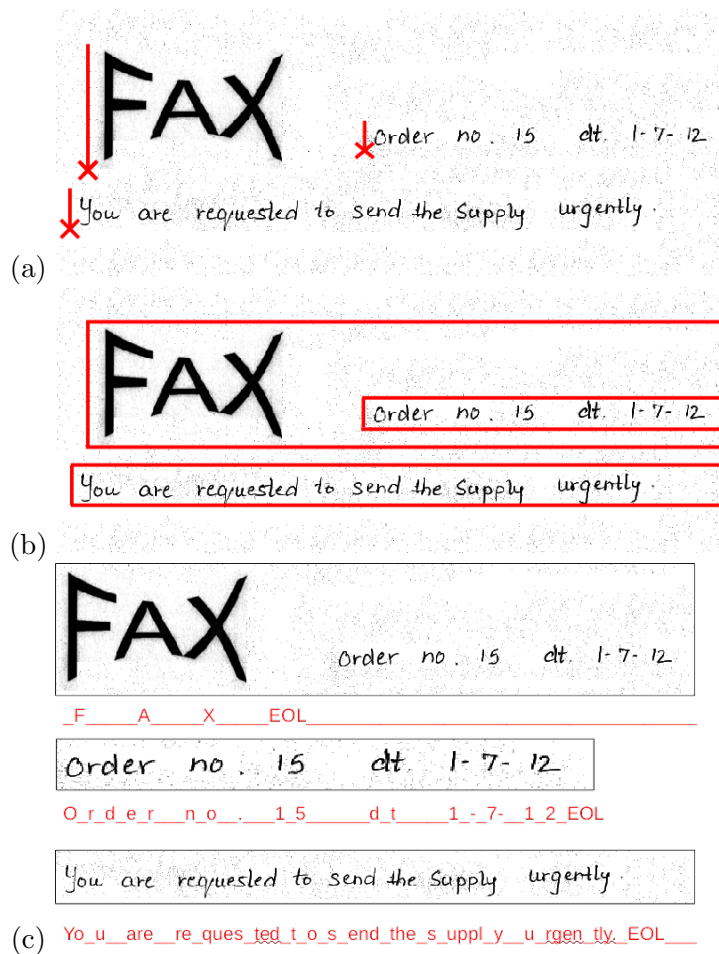 FAX
Order no. 15 dt. 1-7-12
You are requested to send the Supply urgently.
(a)
FAX
Order no. 15 dt. 1-7-12
You are requested to send the Supply urgently.
(b)
FAX Order no. 15 dt. 1-7-12
_F_____A_____X_____EOL________________________________________
Order no. 15 dt. 1-7-12
O_r_d_e_r___n_o__.___1_5______d_t_____1_-_7-__1_2_EOL
You are requested to send the Supply urgently.
(c) Yo_u__are__re_ques_ted_t_o_s_end_the_s_uppl_y__u_rgen_tly._EOL___